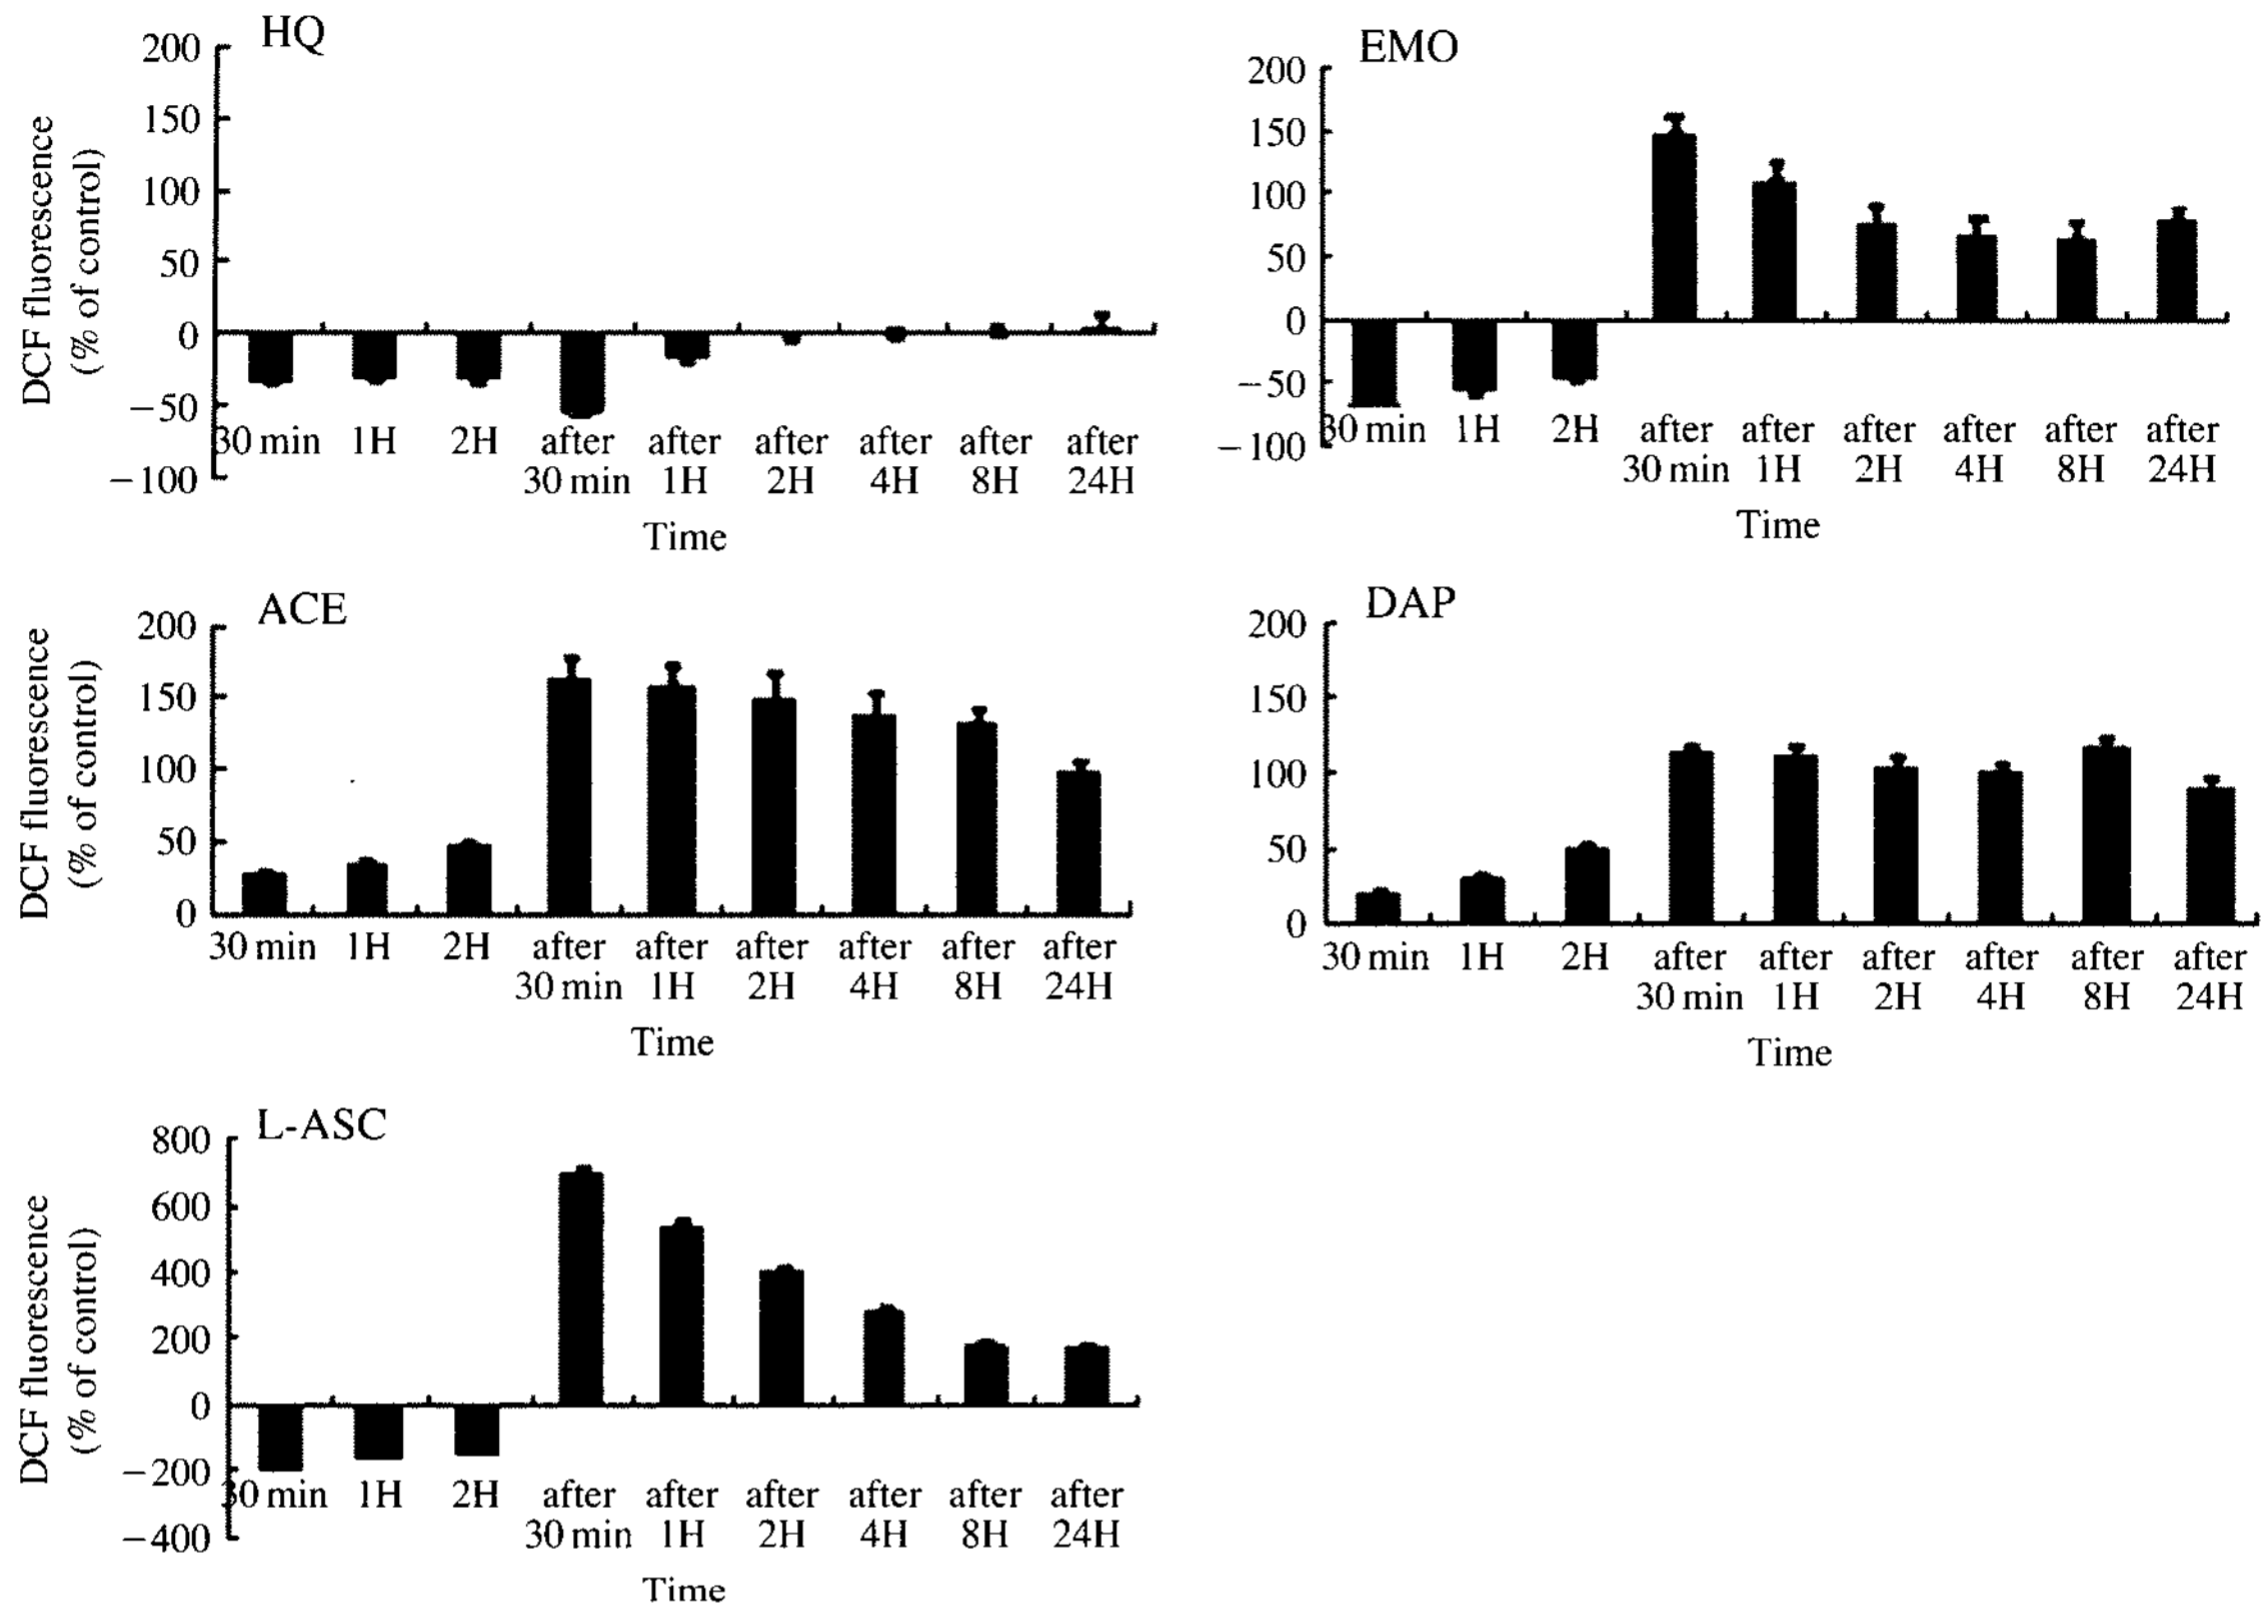 HQ
DCF fluorescence
(% of control)
200
150
100
50
0
−50
−100
30 min 1H 2H after after after after after after
30 min 1H 2H 4H 8H 24H
Time
EMO
200
150
100
50
0
−50
−100
30 min 1H 2H after after after after after after
30 min 1H 2H 4H 8H 24H
Time
ACE
DCF fluorescence
(% of control)
200
150
100
50
0
30 min 1H 2H after after after after after after
30 min 1H 2H 4H 8H 24H
Time
DAP
200
150
100
50
0
30 min 1H 2H after after after after after after
30 min 1H 2H 4H 8H 24H
Time
L-ASC
DCF fluorescence
(% of control)
800
600
400
200
0
−200
−400
30 min 1H 2H after after after after after after
30 min 1H 2H 4H 8H 24H
Time